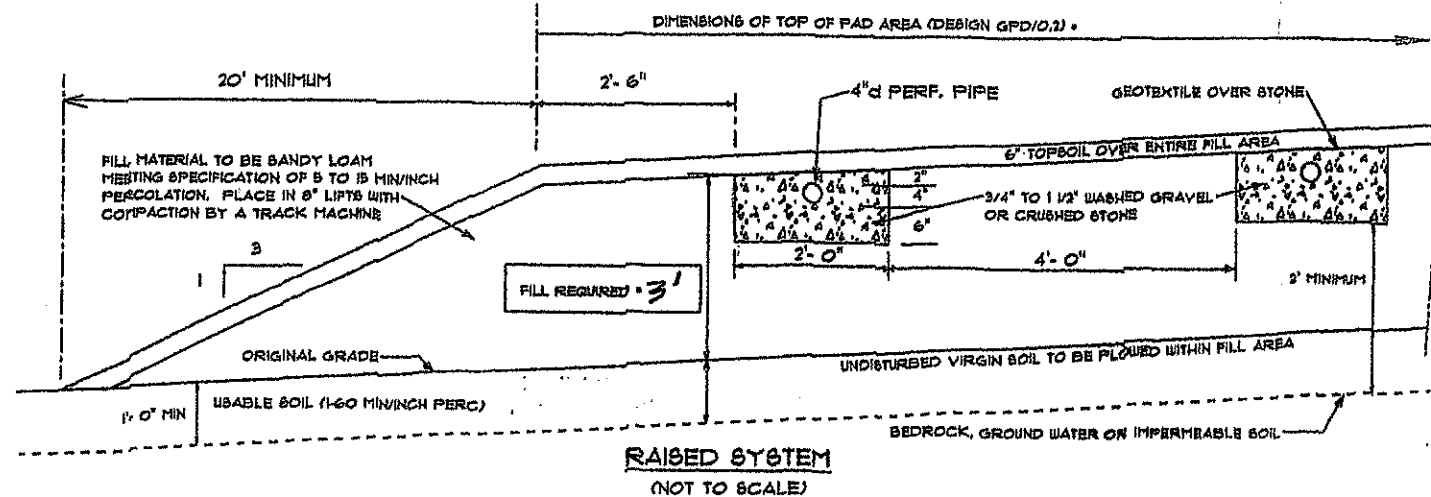 DIMENSIONS OF TOP OF PAD AREA (DESIGN GPD/0.2) *
20' MINIMUM
2'- 6"
4"d PERF. PIPE
GEOTEXTILE OVER STONE
FILL MATERIAL TO BE SANDY LOAM
MEETING SPECIFICATION OF 5 TO 15 MIN/INCH
PERCOLATION. PLACE IN 8" LIFTS WITH
COMPACTION BY A TRACK MACHINE
6" TOPSOIL OVER ENTIRE FILL AREA
2"
4"
6"
3/4" TO 1 1/2" WASHED GRAVEL
OR CRUSHED STONE
3
1
2'- 0"
4'- 0"
FILL REQUIRED = 3'
2' MINIMUM
ORIGINAL GRADE
UNDISTURBED VIRGIN SOIL TO BE PLOWED WITHIN FILL AREA
1'- 0" MIN
USABLE SOIL (1-60 MIN/INCH PERC)
BEDROCK, GROUND WATER OR IMPERMEABLE SOIL
RAISED SYSTEM
(NOT TO SCALE)